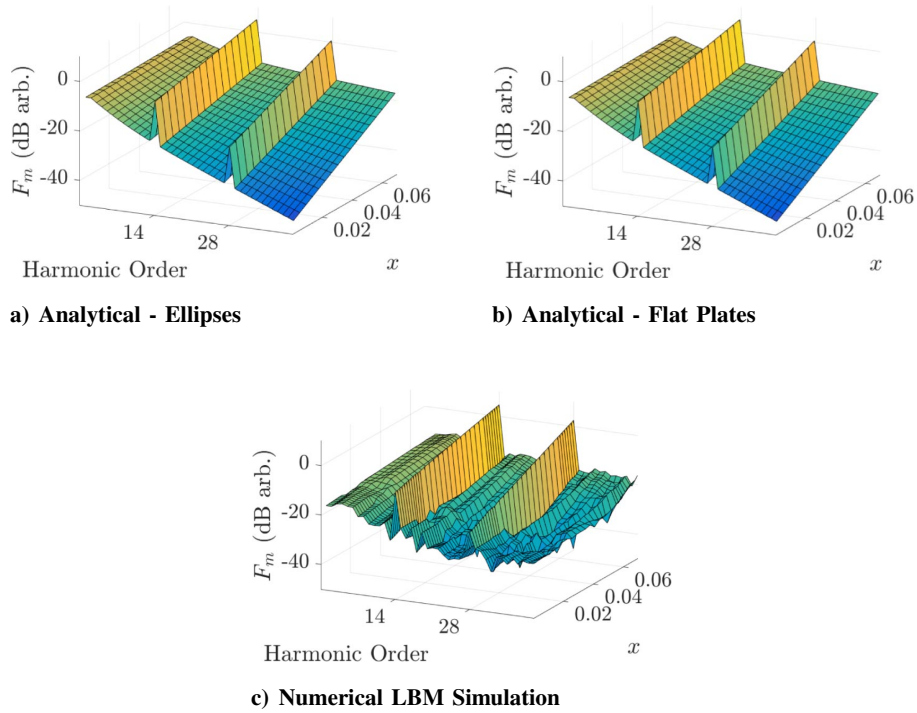 0
-20
-40
F_m (dB arb.)
14
28
Harmonic Order
0.02
0.04
0.06
x
a) Analytical - Ellipses
0
-20
-40
F_m (dB arb.)
14
28
Harmonic Order
0.02
0.04
0.06
x
b) Analytical - Flat Plates
0
-20
-40
F_m (dB arb.)
14
28
Harmonic Order
0.02
0.04
0.06
x
c) Numerical LBM Simulation